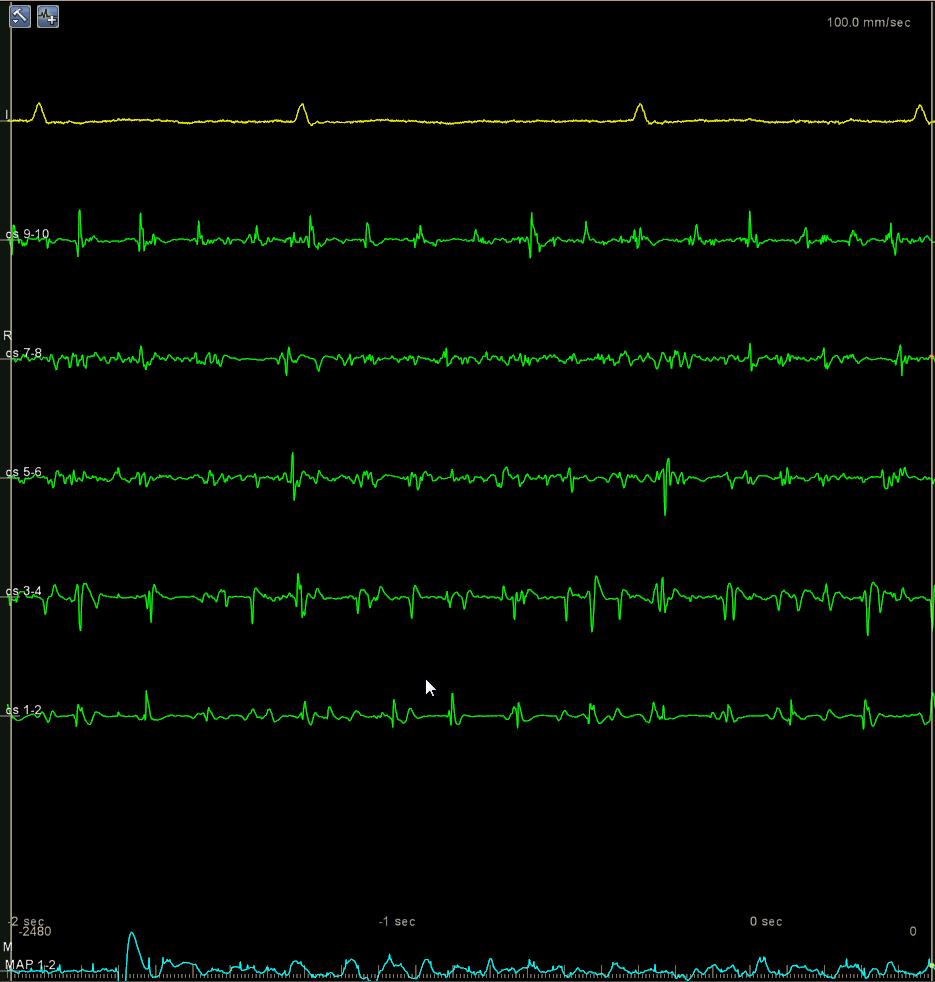 100.0 mm/sec
I
cs 9-10
R
cs 7-8
cs 5-6
cs 3-4
cs 1-2
-2 sec
-1 sec
0 sec
-2480
0
M
MAP 1-2